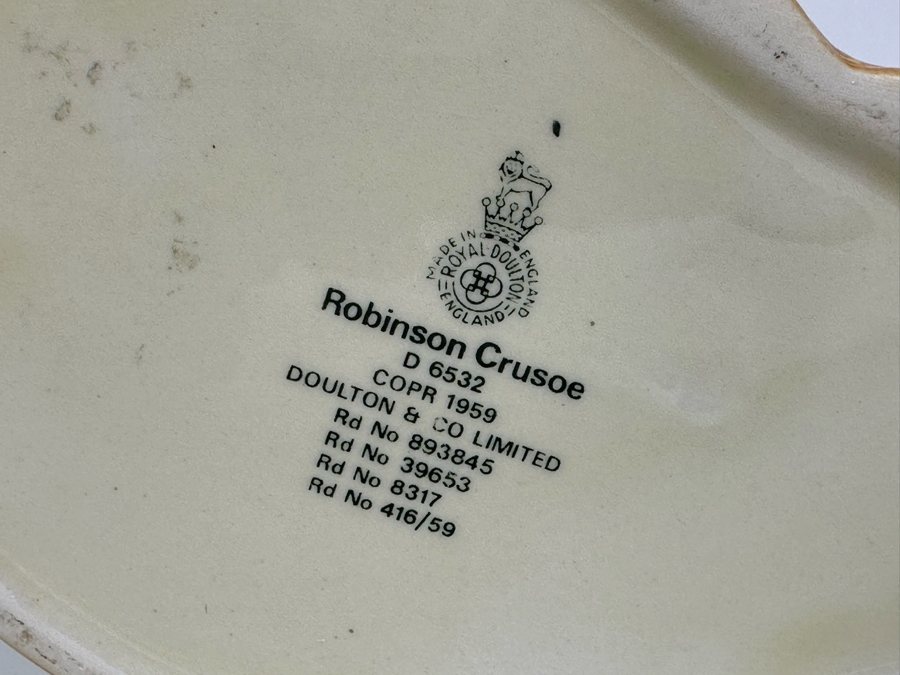 MADE IN ENGLAND
ROYAL DOULTON
ENGLAND
Robinson Crusoe
D 6532
COPR 1959
DOULTON & CO LIMITED
Rd No 893845
Rd No 39653
Rd No 8317
Rd No 416/59